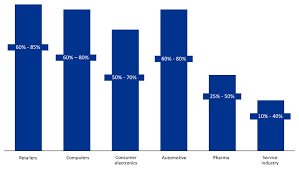 60% - 85%
60% – 80%
50% - 70%
60% - 80%
25% - 50%
10% - 40%
Retailers
Computers
Consumer
electronics
Automotive
Pharma
Service
Industry